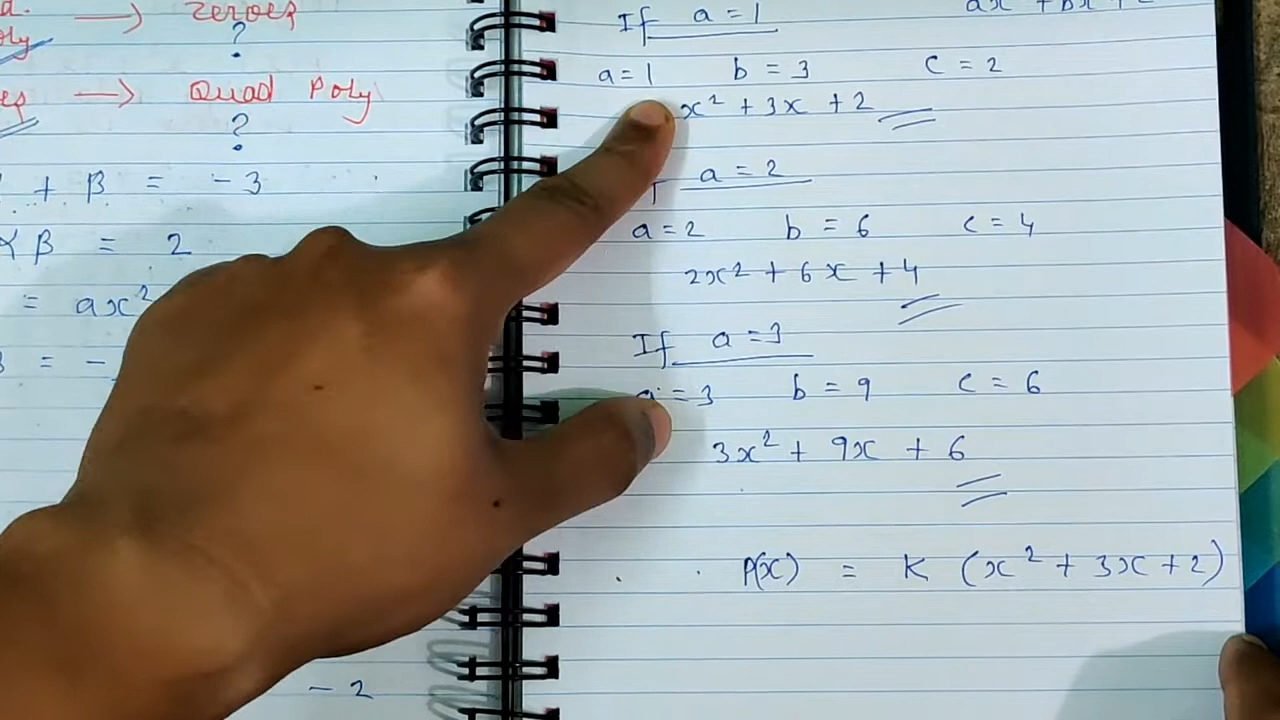 → zeroes
oly ?
→ Quad Poly
?
+ β = -3
β = 2
= ax²
= -
- 2
If a = 1
a = 1 b = 3 c = 2
x² + 3x + 2
a = 2
a = 2 b = 6 c = 4
2x² + 6x + 4
If a = 3
a = 3 b = 9 c = 6
3x² + 9x + 6
P(x) = K (x² + 3x + 2)